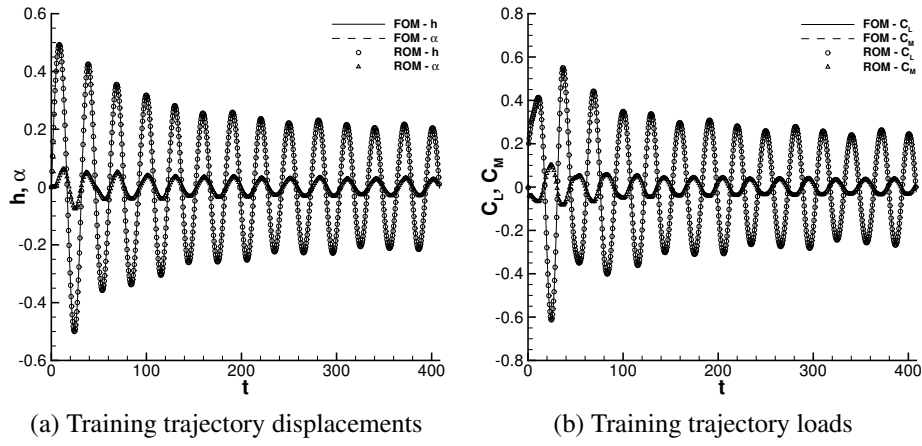 FOM - h
FOM - α
ROM - h
ROM - α
0.6
0.4
0.2
0
-0.2
-0.4
-0.6
h, α
0 100 200 300 400
t
(a) Training trajectory displacements
FOM - C_L
FOM - C_M
ROM - C_L
ROM - C_M
0.8
0.6
0.4
0.2
0
-0.2
-0.4
-0.6
-0.8
C_L, C_M
0 100 200 300 400
t
(b) Training trajectory loads